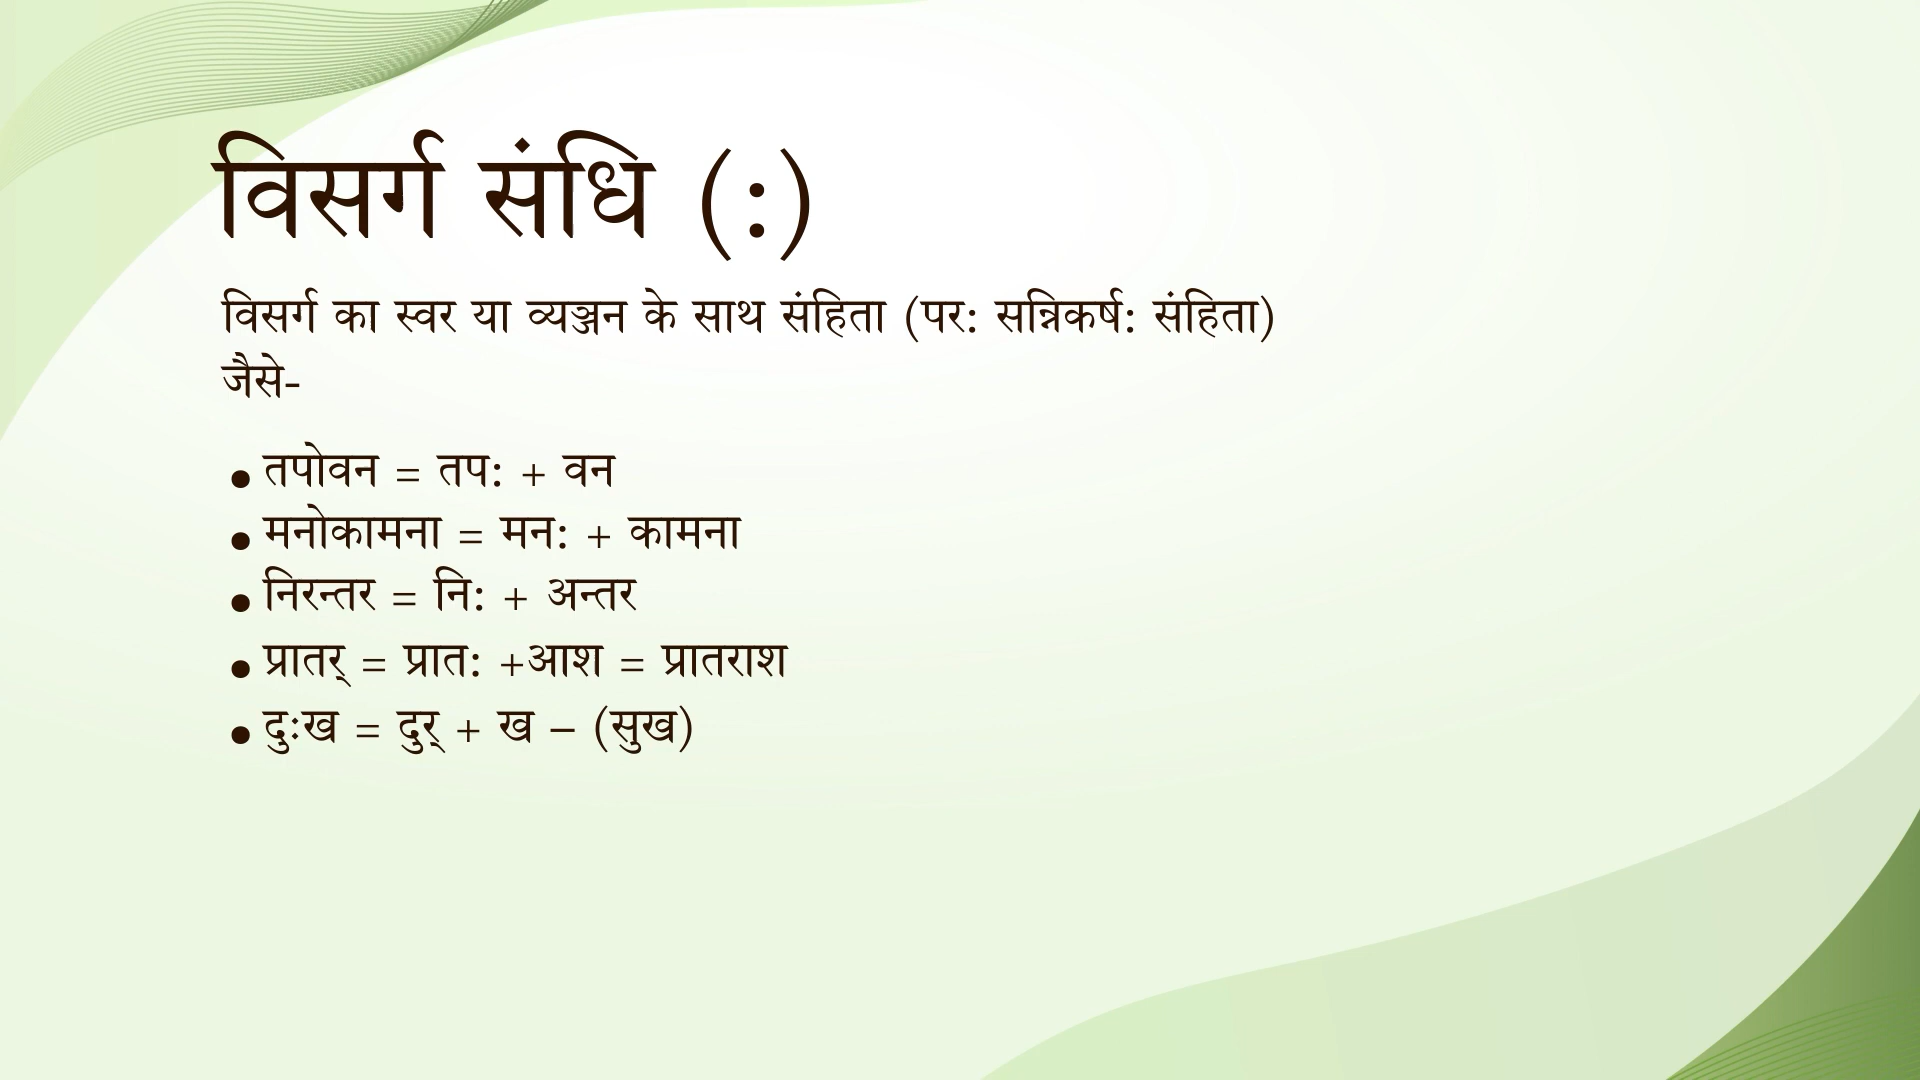 विसर्ग संधि (:)
विसर्ग का स्वर या व्यञ्जन के साथ संहिता (पर: सन्निकर्ष: संहिता)
जैसे-
• तपोवन = तप: + वन
• मनोकामना = मन: + कामना
• निरन्तर = नि: + अन्तर
• प्रातर् = प्रात: +आश = प्रातराश
• दुःख = दुर् + ख – (सुख)